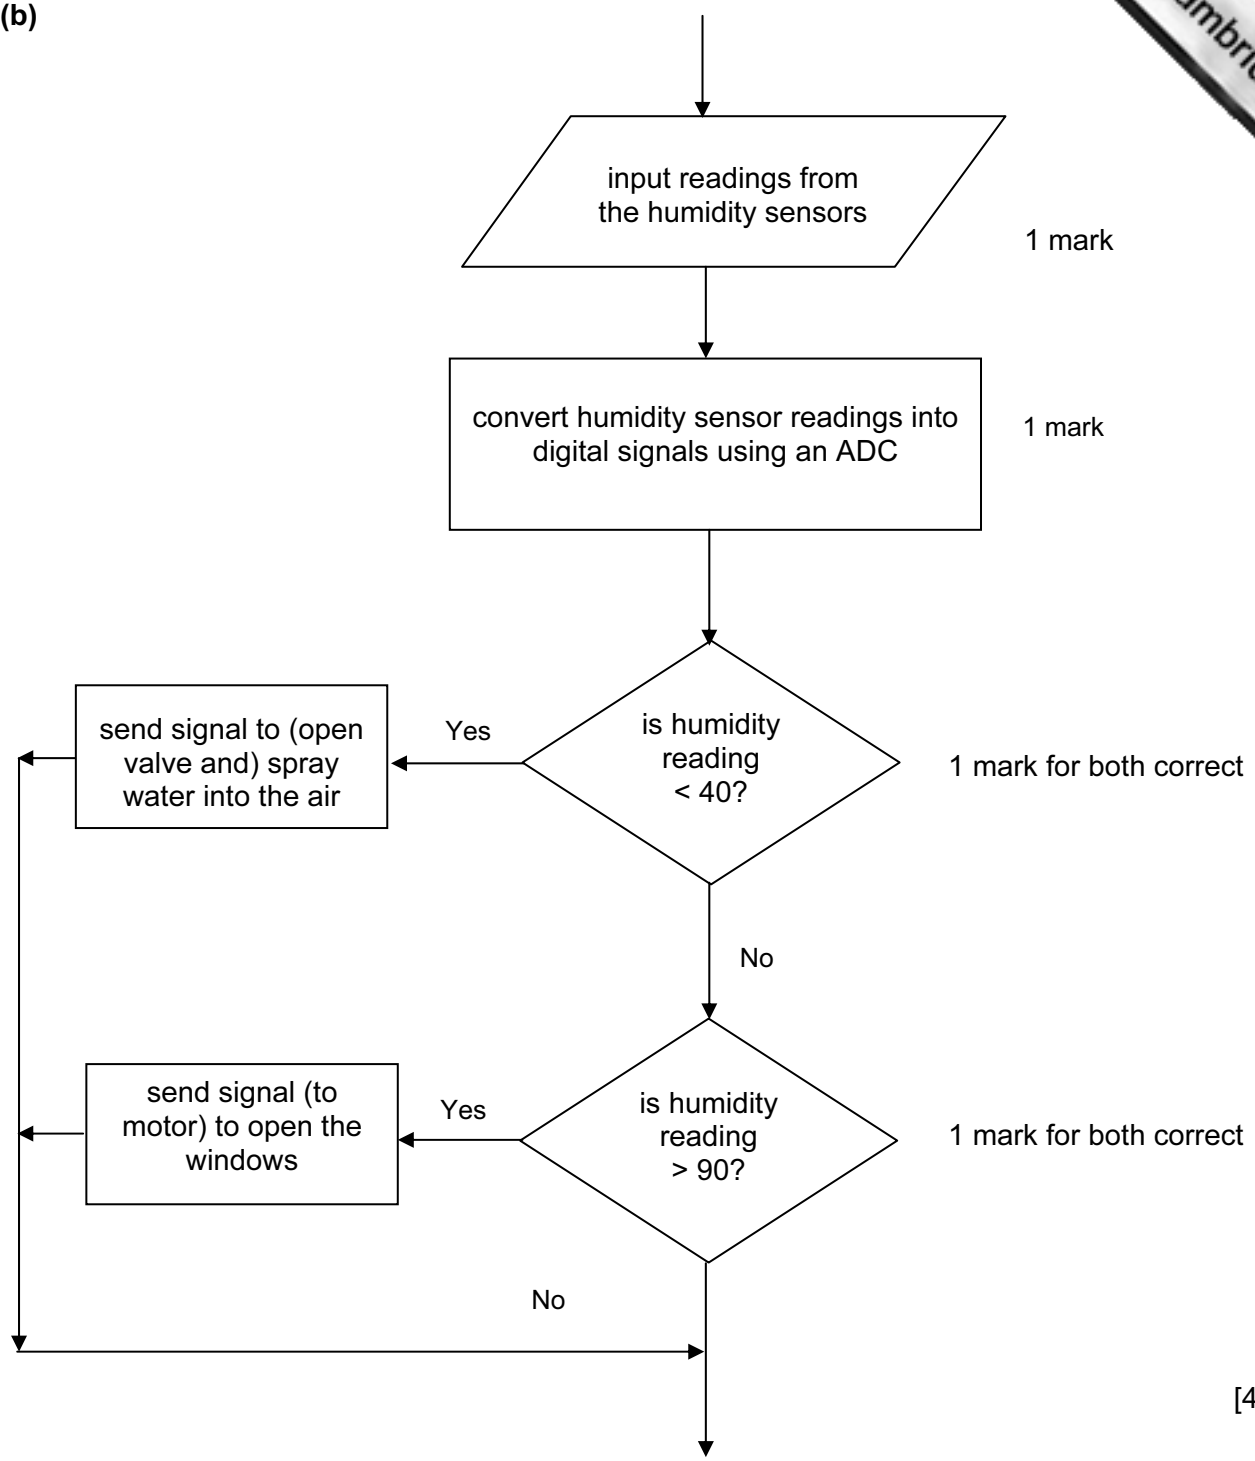 (b)
input readings from
the humidity sensors
1 mark
convert humidity sensor readings into
digital signals using an ADC
1 mark
send signal to (open
valve and) spray
water into the air
Yes
is humidity
reading
< 40?
1 mark for both correct
No
send signal (to
motor) to open the
windows
Yes
is humidity
reading
> 90?
1 mark for both correct
No
[4